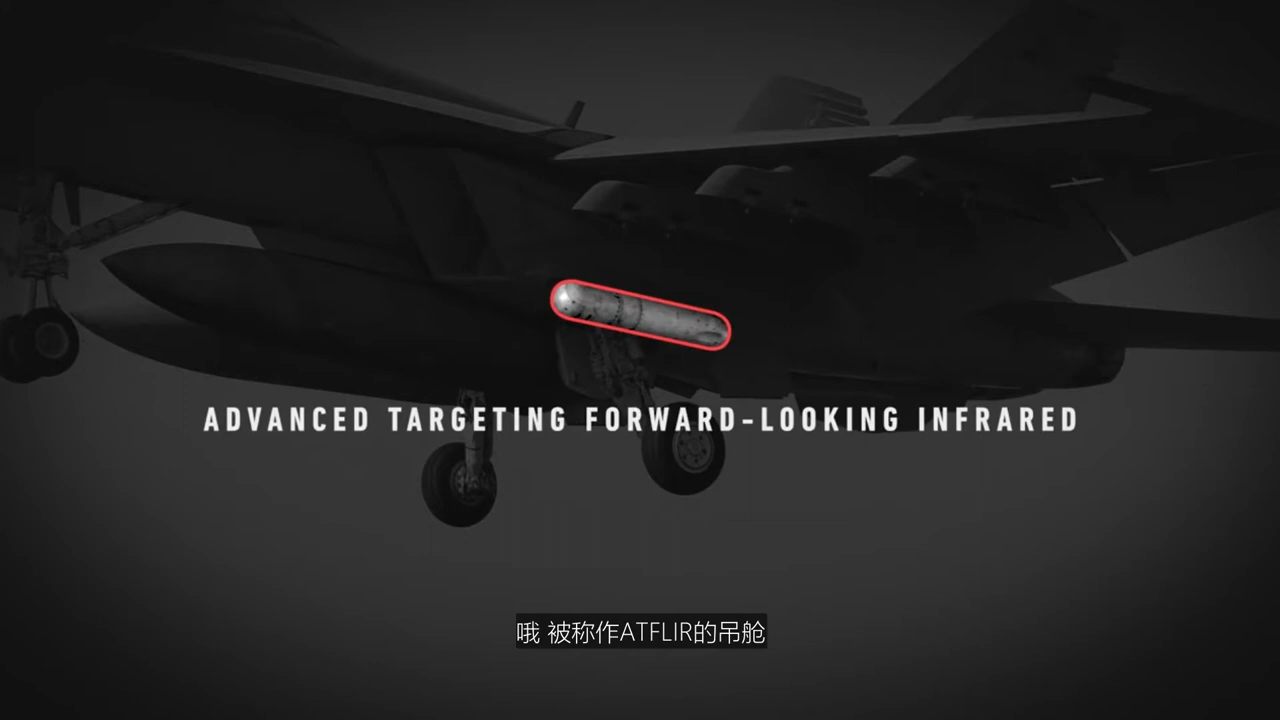 ADVANCED TARGETING FORWARD-LOOKING INFRARED
哦 被称作ATFLIR的吊舱